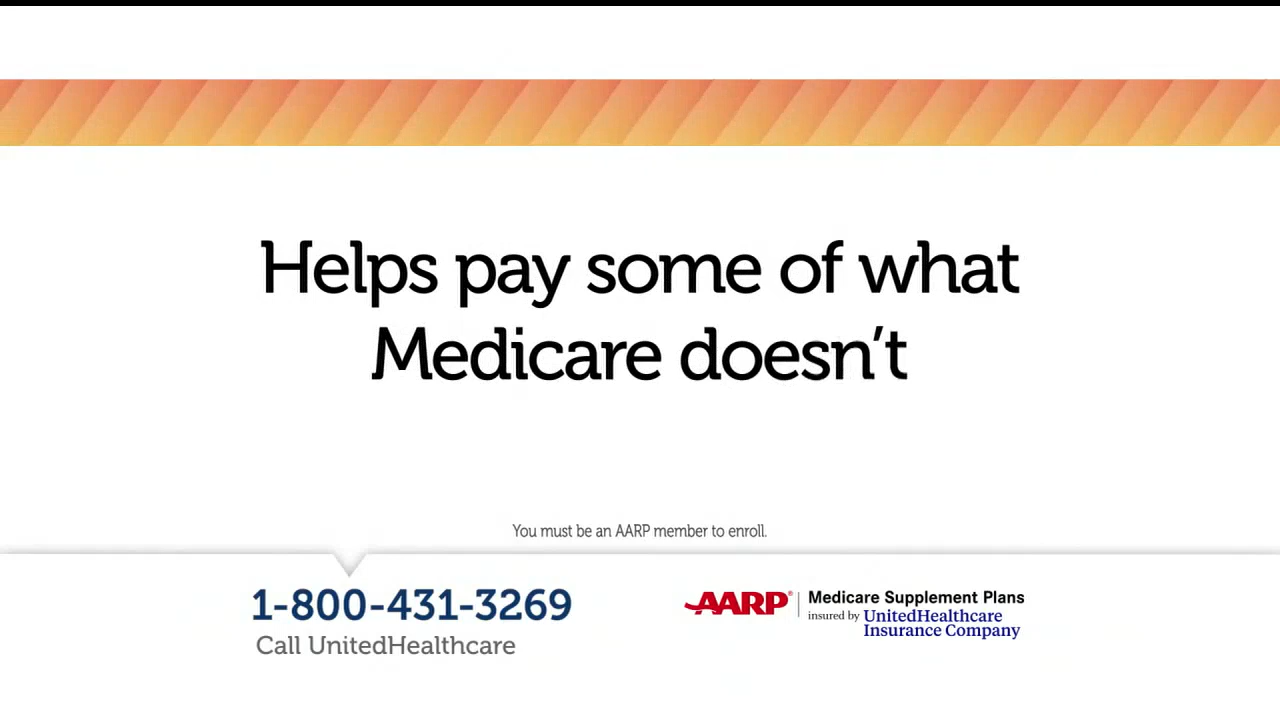 Helps pay some of what
Medicare doesn't
You must be an AARP member to enroll.
1-800-431-3269
Call UnitedHealthcare
AARP®
Medicare Supplement Plans
insured by UnitedHealthcare
Insurance Company